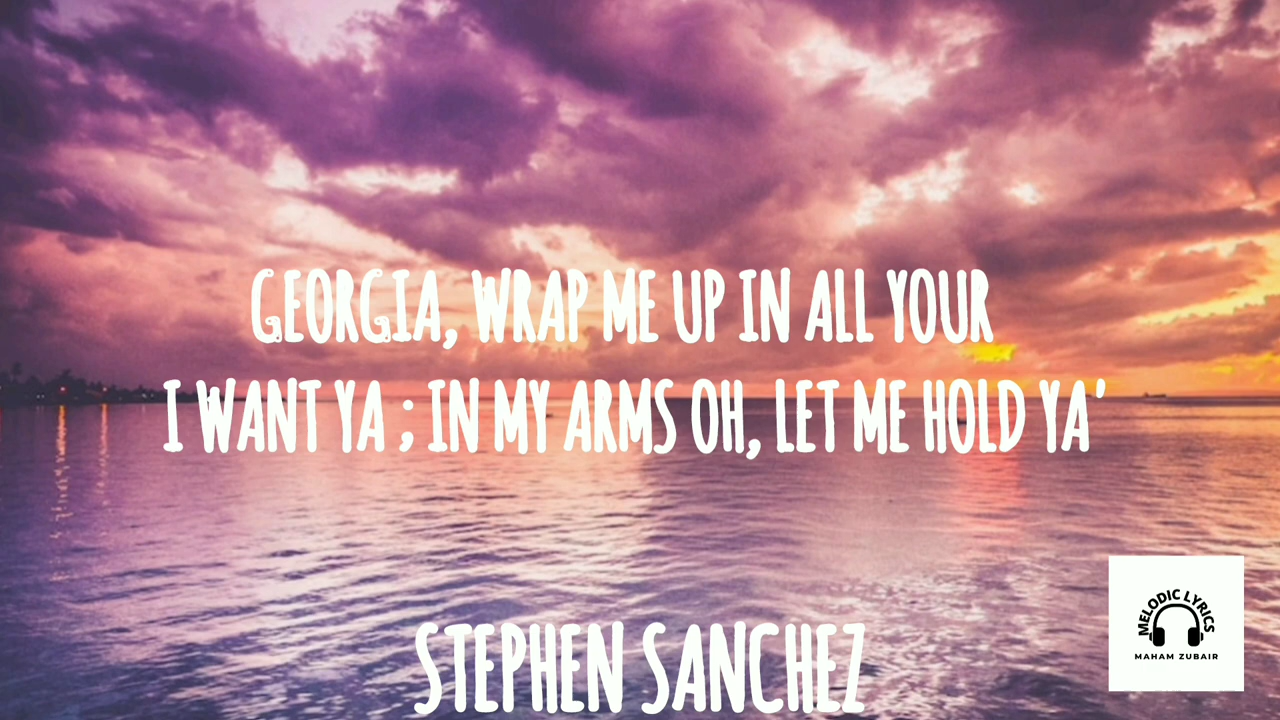 GEORGIA, WRAP ME UP IN ALL YOUR
I WANT YA ; IN MY ARMS OH, LET ME HOLD YA'
STEPHEN SANCHEZ
MELODIC LYRICS
MAHAM ZUBAIR